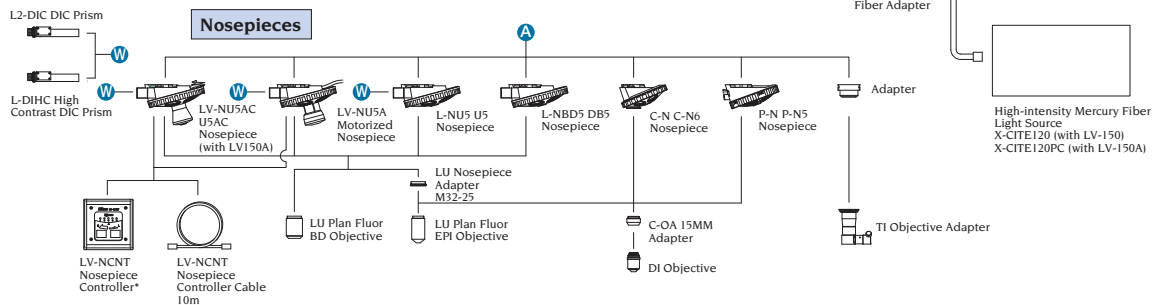 L2-DIC DIC Prism
W
L-DIHC High
Contrast DIC Prism
Nosepieces
A
Fiber Adapter
W
LV-NU5AC
U5AC
Nosepiece
(with LV150A)
W
LV-NU5A
Motorized
Nosepiece
W
L-NU5 U5
Nosepiece
L-NBD5 DB5
Nosepiece
C-N C-N6
Nosepiece
P-N P-N5
Nosepiece
Adapter
High-intensity Mercury Fiber
Light Source
X-CITE120 (with LV-150)
X-CITE120PC (with LV-150A)
LV-NCNT
Nosepiece
Controller*
LV-NCNT
Nosepiece
Controller Cable
10m
LU Plan Fluor
BD Objective
LU Nosepiece
Adapter
M32-25
LU Plan Fluor
EPI Objective
C-OA 15MM
Adapter
DI Objective
TI Objective Adapter